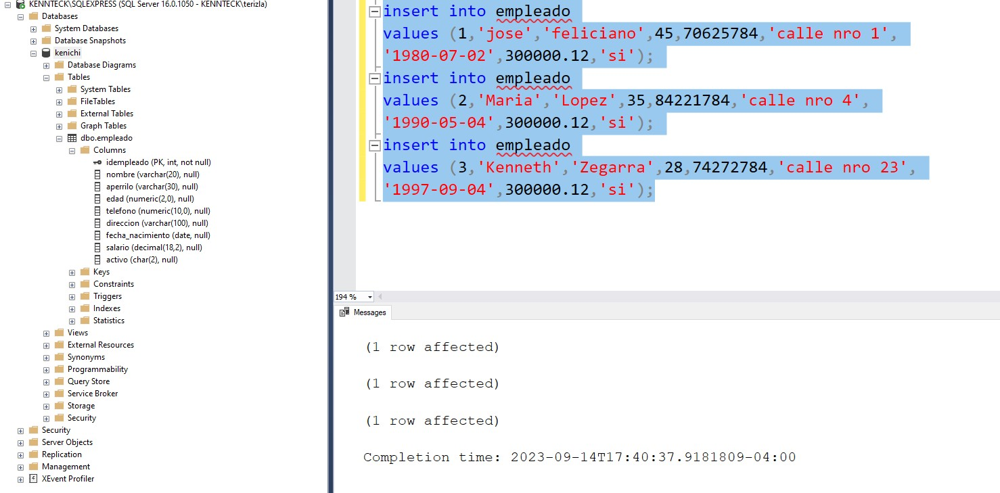 KENNTECK\SQLEXPRESS (SQL Server 16.0.1050 - KENNTECK\terizla)
Databases
System Databases
Database Snapshots
kenichi
Database Diagrams
Tables
System Tables
FileTables
External Tables
Graph Tables
dbo.empleado
Columns
idempleado (PK, int, not null)
nombre (varchar(20), null)
aperrilo (varchar(30), null)
edad (numeric(2,0), null)
telefono (numeric(10,0), null)
direccion (varchar(100), null)
fecha_nacimiento (date, null)
salario (decimal(18,2), null)
activo (char(2), null)
Keys
Constraints
Triggers
Indexes
Statistics
Views
External Resources
Synonyms
Programmability
Query Store
Service Broker
Storage
Security
Security
Server Objects
Replication
Management
XEvent Profiler
insert into empleado
values (1,'jose','feliciano',45,70625784,'calle nro 1',
'1980-07-02',300000.12,'si');
insert into empleado
values (2,'Maria','Lopez',35,84221784,'calle nro 4',
'1990-05-04',300000.12,'si');
insert into empleado
values (3,'Kenneth','Zegarra',28,74272784,'calle nro 23',
'1997-09-04',300000.12,'si');
194 %
Messages
(1 row affected)
(1 row affected)
(1 row affected)
Completion time: 2023-09-14T17:40:37.9181809-04:00